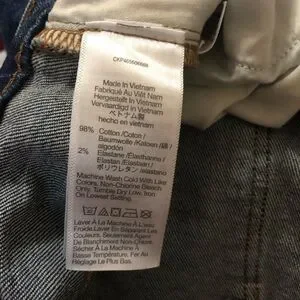 Made In Vietnam
Fabriqué Au Viêt Nam
Hergestellt In Vietnam
Vervaardigd in Vietnam
ベトナム製
hecho en vietnam
98% Cotton /Coton /
Baumwolle /Katoen /綿 /
algodón
2% Elastane /Elasthanne /
Elastan /Elastaan /
ポリウレタン /elastano
Machine Wash Cold With Like
Colors, Non-Chlorine Bleach
Only, Tumble Dry Low, Iron
On Lowest Setting.
Laver À La Machine À L'eau
Froide Laver En Séparant Les
Couleurs, Seulement Agent
De Blanchiment Non-Chloré,
Sécher À La Machine À
Basse Température, Fer Au
Réglage Le Plus Bas.